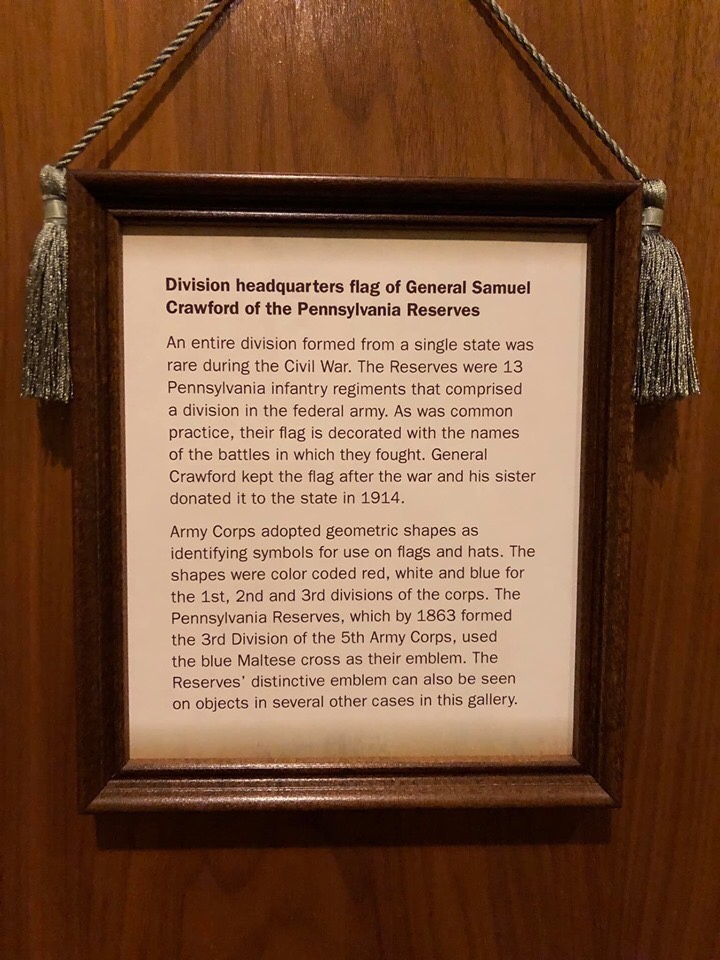 Division headquarters flag of General Samuel
Crawford of the Pennsylvania Reserves
An entire division formed from a single state was
rare during the Civil War. The Reserves were 13
Pennsylvania infantry regiments that comprised
a division in the federal army. As was common
practice, their flag is decorated with the names
of the battles in which they fought. General
Crawford kept the flag after the war and his sister
donated it to the state in 1914.
Army Corps adopted geometric shapes as
identifying symbols for use on flags and hats. The
shapes were color coded red, white and blue for
the 1st, 2nd and 3rd divisions of the corps. The
Pennsylvania Reserves, which by 1863 formed
the 3rd Division of the 5th Army Corps, used
the blue Maltese cross as their emblem. The
Reserves’ distinctive emblem can also be seen
on objects in several other cases in this gallery.